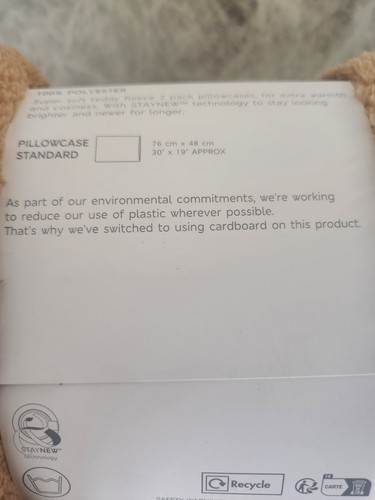 100% POLYESTER
Super soft teddy fleece 2 pack pillowcases, for extra warmth
and cosiness. With STAYNEW™ technology to stay looking
brighter and newer for longer.
PILLOWCASE
STANDARD
76 cm x 48 cm
30" x 19" APPROX
As part of our environmental commitments, we're working
to reduce our use of plastic wherever possible.
That's why we've switched to using cardboard on this product.
STAYNEW™
Technology
Recycle
FR
CARTE